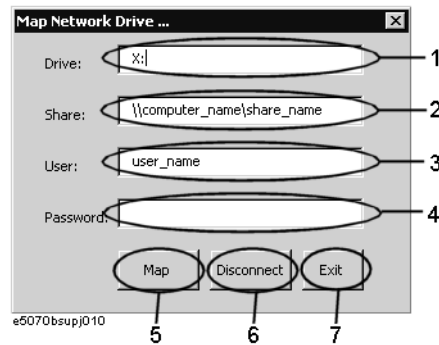 Map Network Drive ...
Drive: X: 1
Share: \\computer_name\share_name 2
User: user_name 3
Password: 4
Map Disconnect Exit
e5070bsupj010
5 6 7